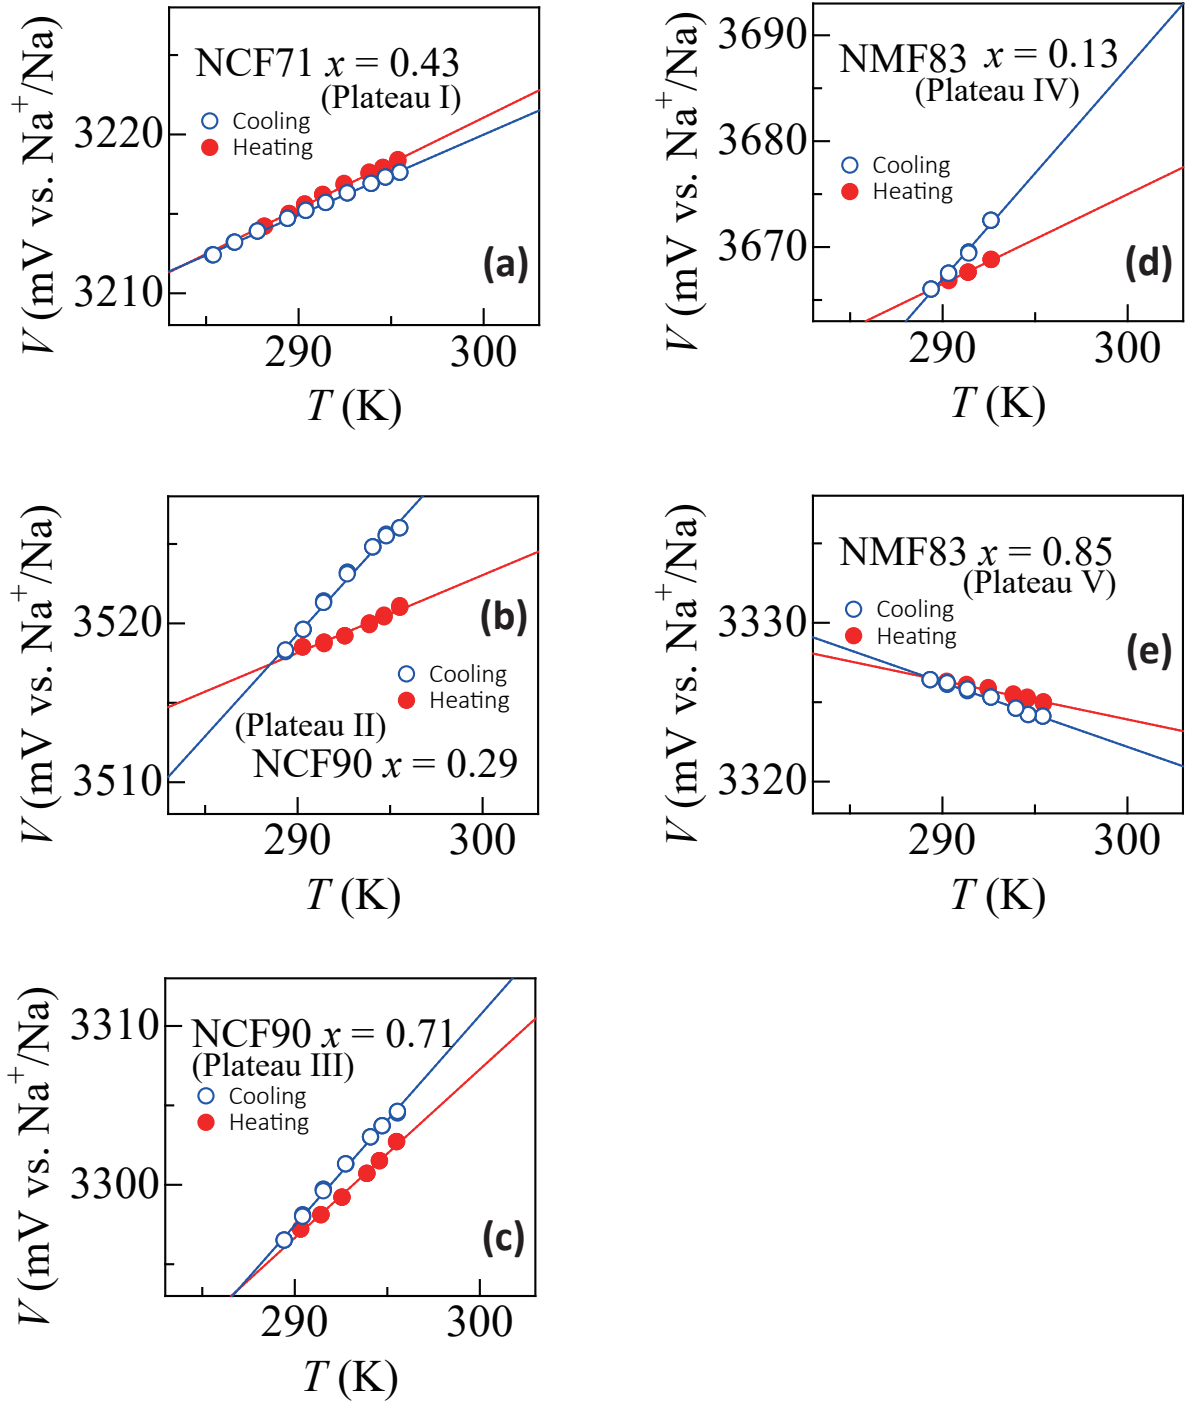 NCF71 x = 0.43
(Plateau I)
Cooling
Heating
3220
3210
(a)
290
300
T (K)
V (mV vs. Na⁺/Na)
NMF83 x = 0.13
(Plateau IV)
Cooling
Heating
3690
3680
3670
(d)
290
300
T (K)
V (mV vs. Na⁺/Na)
3520
3510
(b)
Cooling
Heating
(Plateau II)
NCF90 x = 0.29
290
300
T (K)
V (mV vs. Na⁺/Na)
NMF83 x = 0.85
(Plateau V)
Cooling
Heating
3330
3320
(e)
290
300
T (K)
V (mV vs. Na⁺/Na)
NCF90 x = 0.71
(Plateau III)
Cooling
Heating
3310
3300
(c)
290
300
T (K)
V (mV vs. Na⁺/Na)